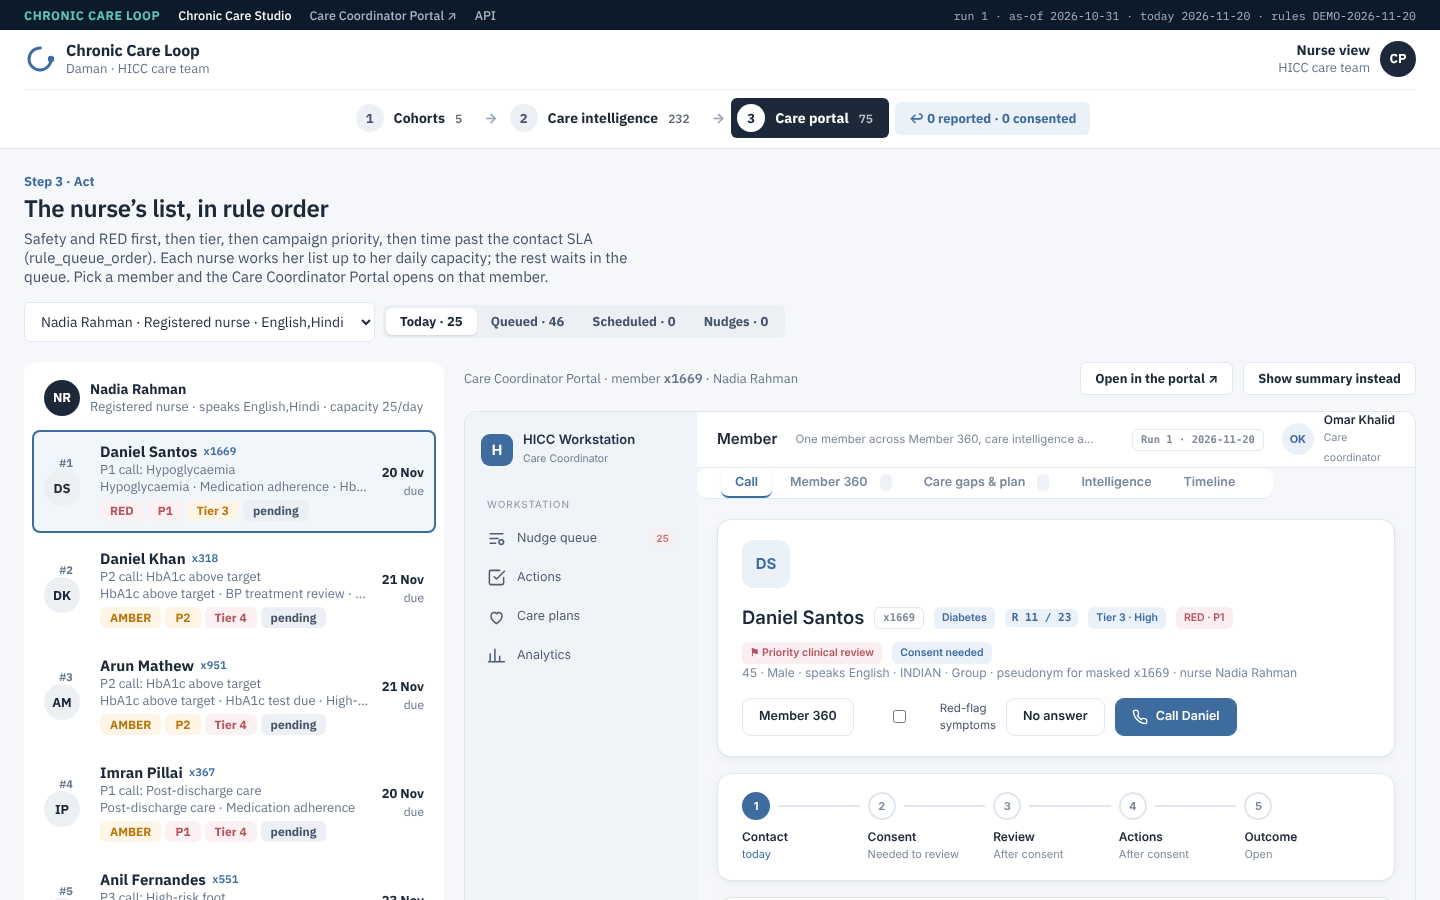 CHRONIC CARE LOOP Chronic Care Studio Care Coordinator Portal ↗ API
run 1 · as-of 2026-10-31 · today 2026-11-20 · rules DEMO-2026-11-20
Chronic Care Loop
Daman · HICC care team
Nurse view
HICC care team
CP
1 Cohorts 5 → 2 Care intelligence 232 → 3 Care portal 75 ↩ 0 reported · 0 consented
Step 3 · Act
The nurse’s list, in rule order
Safety and RED first, then tier, then campaign priority, then time past the contact SLA
(rule_queue_order). Each nurse works her list up to her daily capacity; the rest waits in the
queue. Pick a member and the Care Coordinator Portal opens on that member.
Nadia Rahman · Registered nurse · English,Hindi
Today · 25 Queued · 46 Scheduled · 0 Nudges · 0
NR
Nadia Rahman
Registered nurse · speaks English,Hindi · capacity 25/day
#1
DS
Daniel Santos x1669
P1 call: Hypoglycaemia
Hypoglycaemia · Medication adherence · Hb...
RED P1 Tier 3 pending
20 Nov
due
#2
DK
Daniel Khan x318
P2 call: HbA1c above target
HbA1c above target · BP treatment review · ...
AMBER P2 Tier 4 pending
21 Nov
due
#3
AM
Arun Mathew x951
P2 call: HbA1c above target
HbA1c above target · HbA1c test due · High-...
AMBER P2 Tier 4 pending
21 Nov
due
#4
IP
Imran Pillai x367
P1 call: Post-discharge care
Post-discharge care · Medication adherence
AMBER P1 Tier 4 pending
20 Nov
due
#5
Anil Fernandes x551
P3 call: High-risk foot
23 Nov
Care Coordinator Portal · member x1669 · Nadia Rahman
Open in the portal ↗
Show summary instead
H
HICC Workstation
Care Coordinator
WORKSTATION
Nudge queue 25
Actions
Care plans
Analytics
Member One member across Member 360, care intelligence a...
Run 1 · 2026-11-20
OK
Omar Khalid
Care
coordinator
Call Member 360 Care gaps & plan Intelligence Timeline
DS
Daniel Santos x1669 Diabetes R 11 / 23 Tier 3 · High RED · P1
⚑ Priority clinical review Consent needed
45 · Male · speaks English · INDIAN · Group · pseudonym for masked x1669 · nurse Nadia Rahman
Member 360
Red-flag
symptoms
No answer
Call Daniel
1 2 3 4 5
Contact Consent Review Actions Outcome
today Needed to review After consent After consent Open